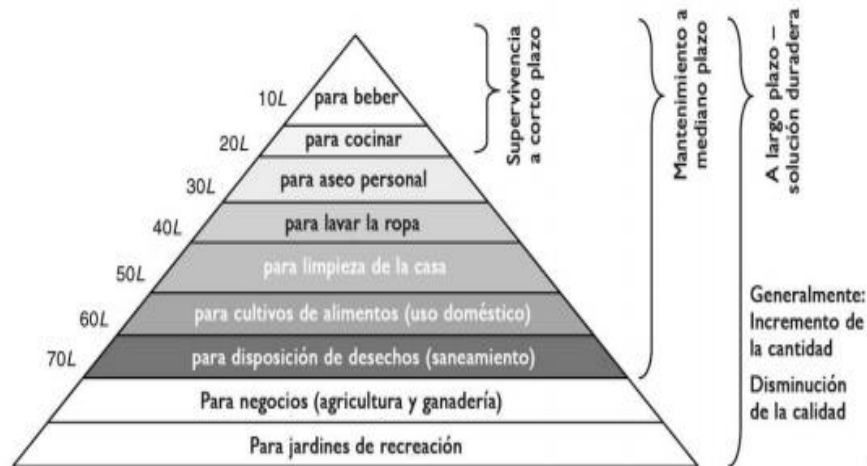 10L
para beber
20L
para cocinar
30L
para aseo personal
40L
para lavar la ropa
50L
para limpieza de la casa
60L
para cultivos de alimentos (uso doméstico)
70L
para disposición de desechos (saneamiento)
Para negocios (agricultura y ganadería)
Para jardines de recreación
Supervivencia
a corto plazo
Mantenimiento a
mediano plazo
A largo plazo –
solución duradera
Generalmente:
Incremento de
la cantidad
Disminución
de la calidad